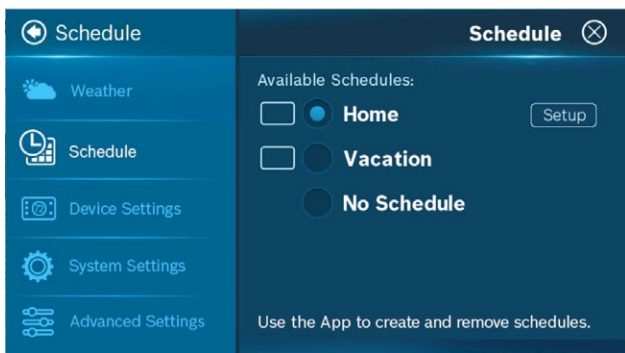 Schedule
Weather
Schedule
Device Settings
System Settings
Advanced Settings
Schedule
Available Schedules:
Home
Setup
Vacation
No Schedule
Use the App to create and remove schedules.